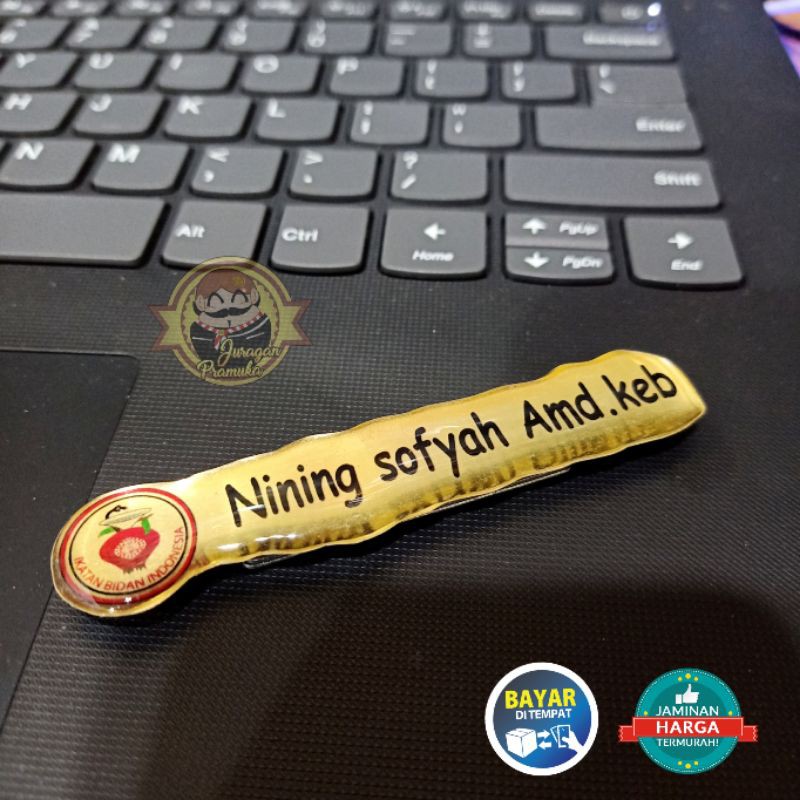 Backspace
O
P
J
K
L
Enter
N
M
Shift
Alt
Ctrl
Home
PgUp
PgDn
End
Juragan
Pramuka
Nining sofyah Amd.keb
IKATAN BIDAN INDONESIA
BAYAR
DI TEMPAT
JAMINAN
HARGA
TERMURAH!